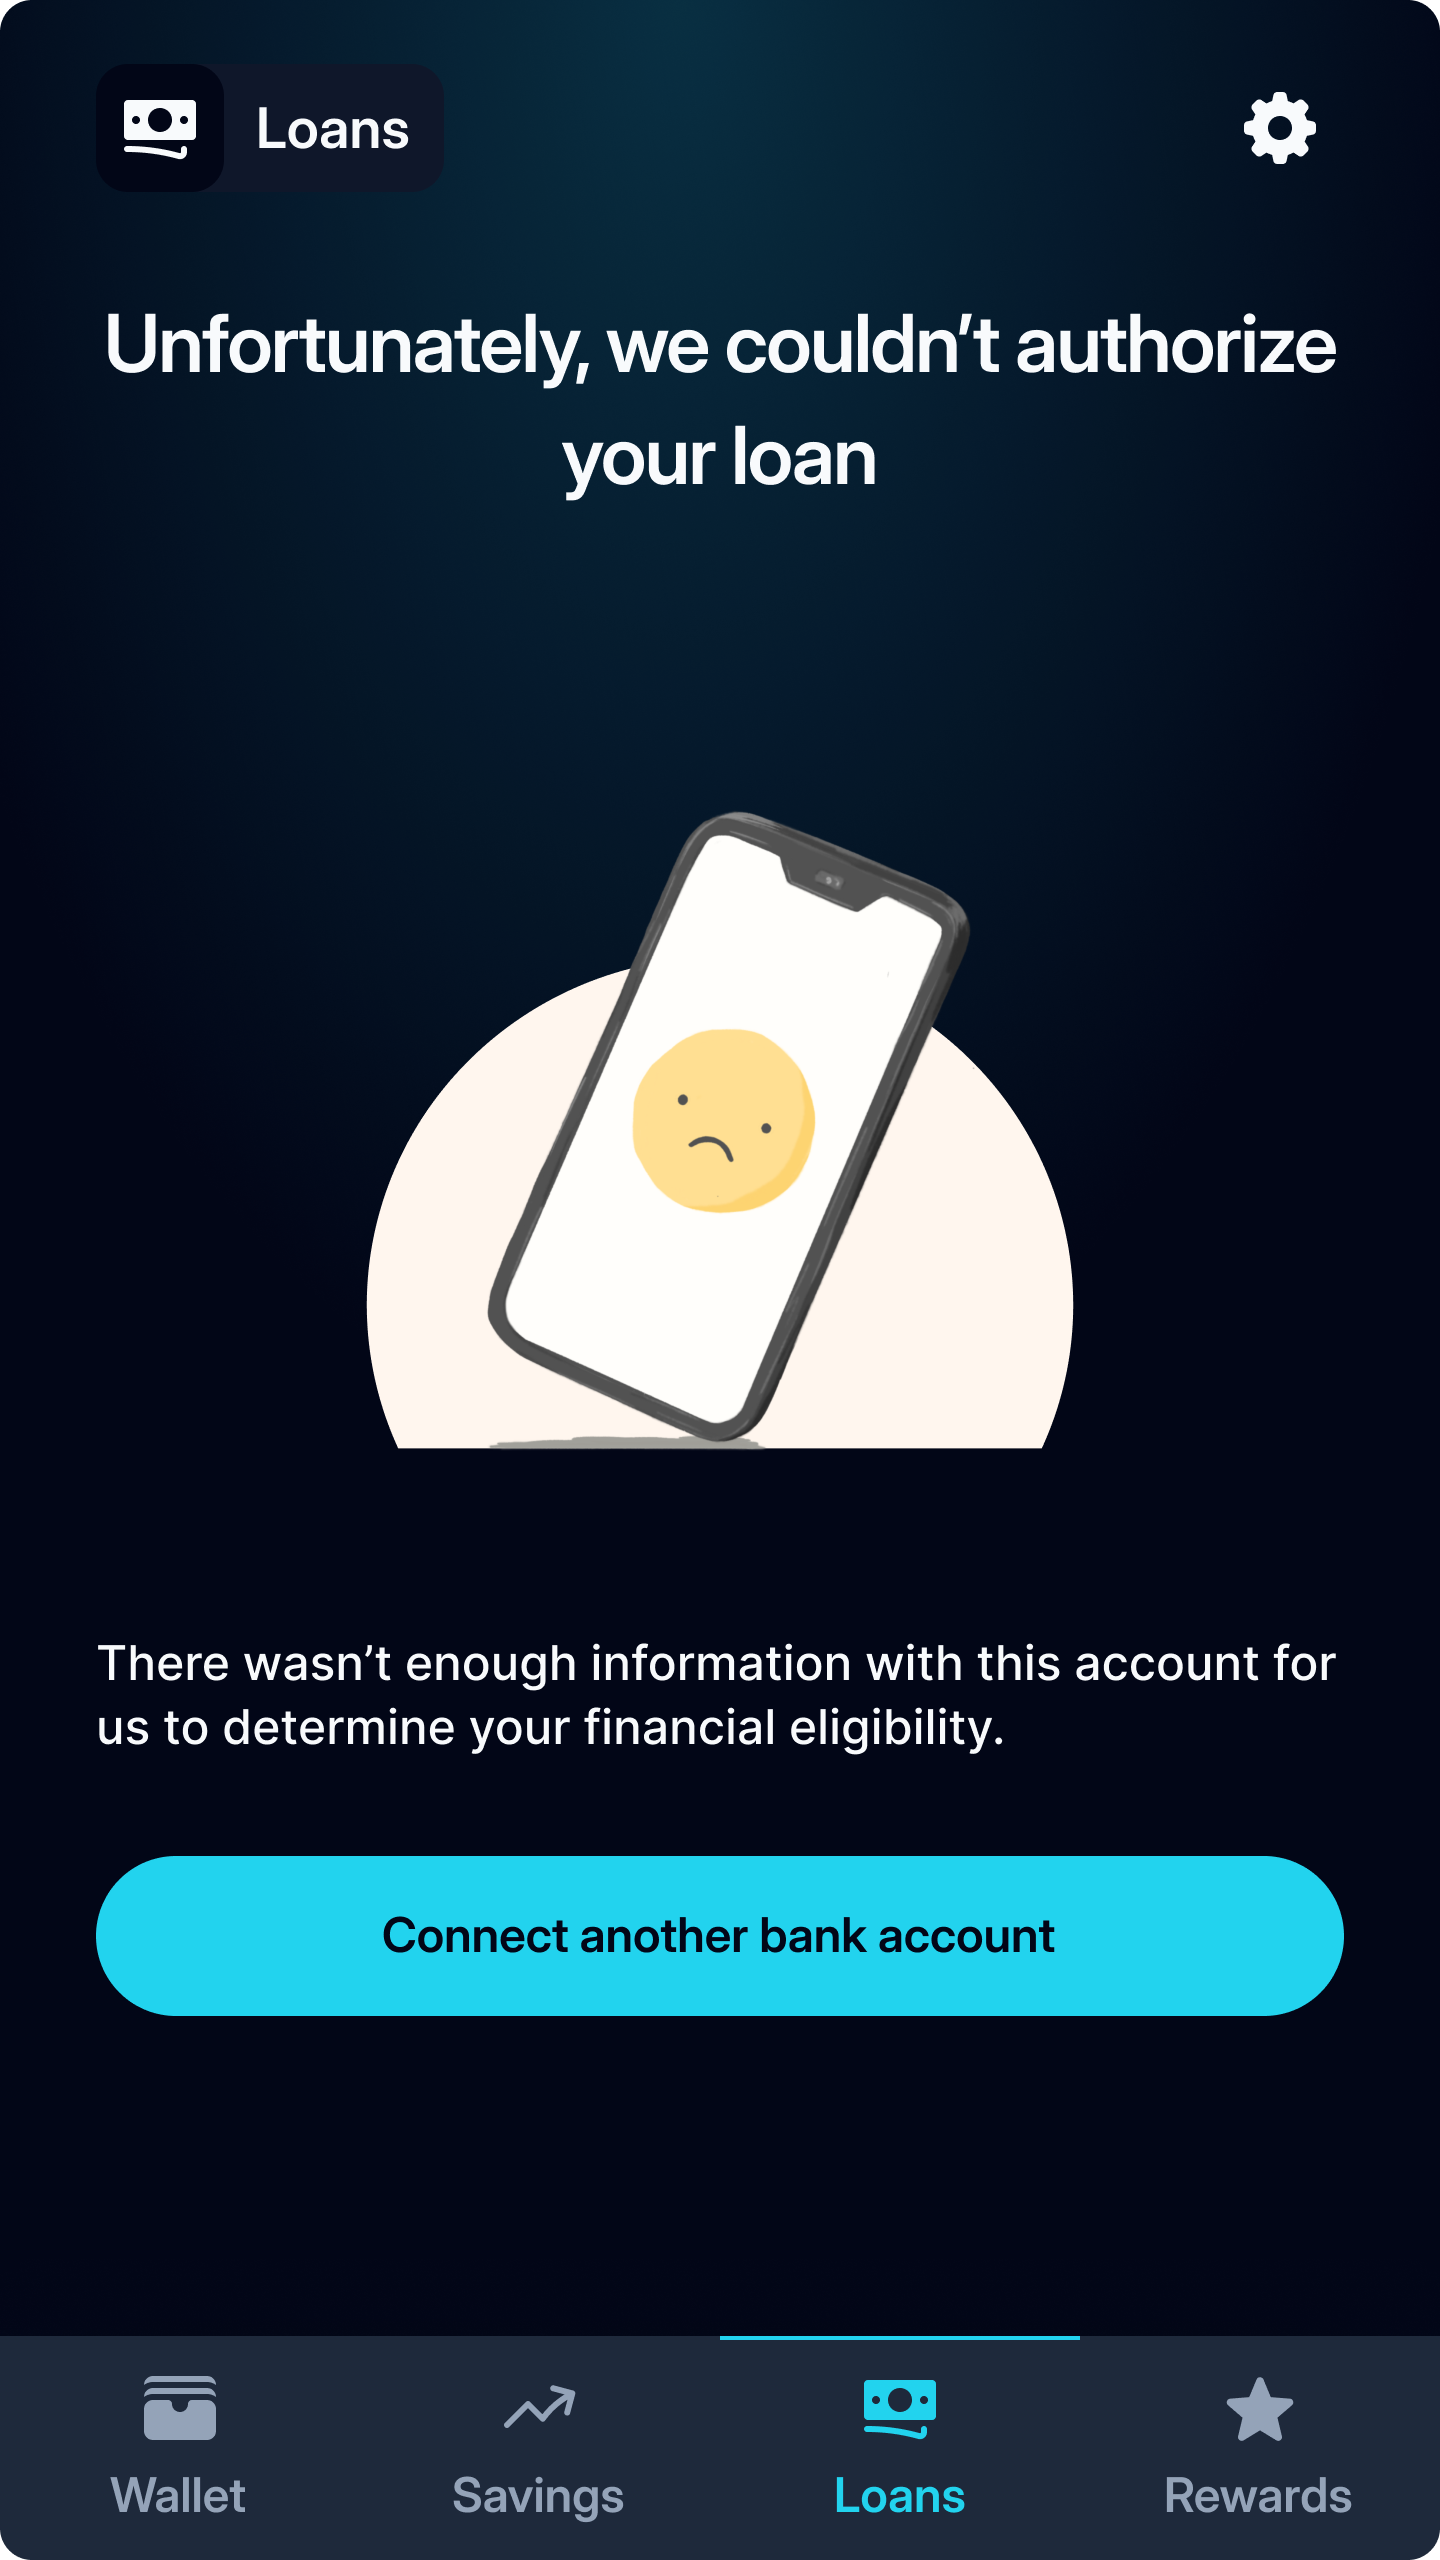 Loans
Unfortunately, we couldn’t authorize
your loan
There wasn’t enough information with this account for
us to determine your financial eligibility.
Connect another bank account
Wallet
Savings
Loans
Rewards